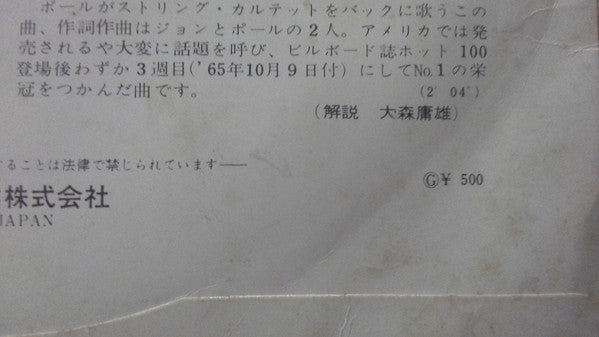 ポールがストリング・カルテットをバックに歌うこの
曲、作詞作曲はジョンとポールの2人。アメリカでは発
売されるや大変に話題を呼び、ビルボード誌ホット100
登場後わずか3週目('65年10月9日付)にしてNo.1の栄
冠をつかんだ曲です。 (2′04″)
(解説 大森庸雄)
することは法律で禁じられています——
株式会社
JAPAN
Ⓖ¥ 500